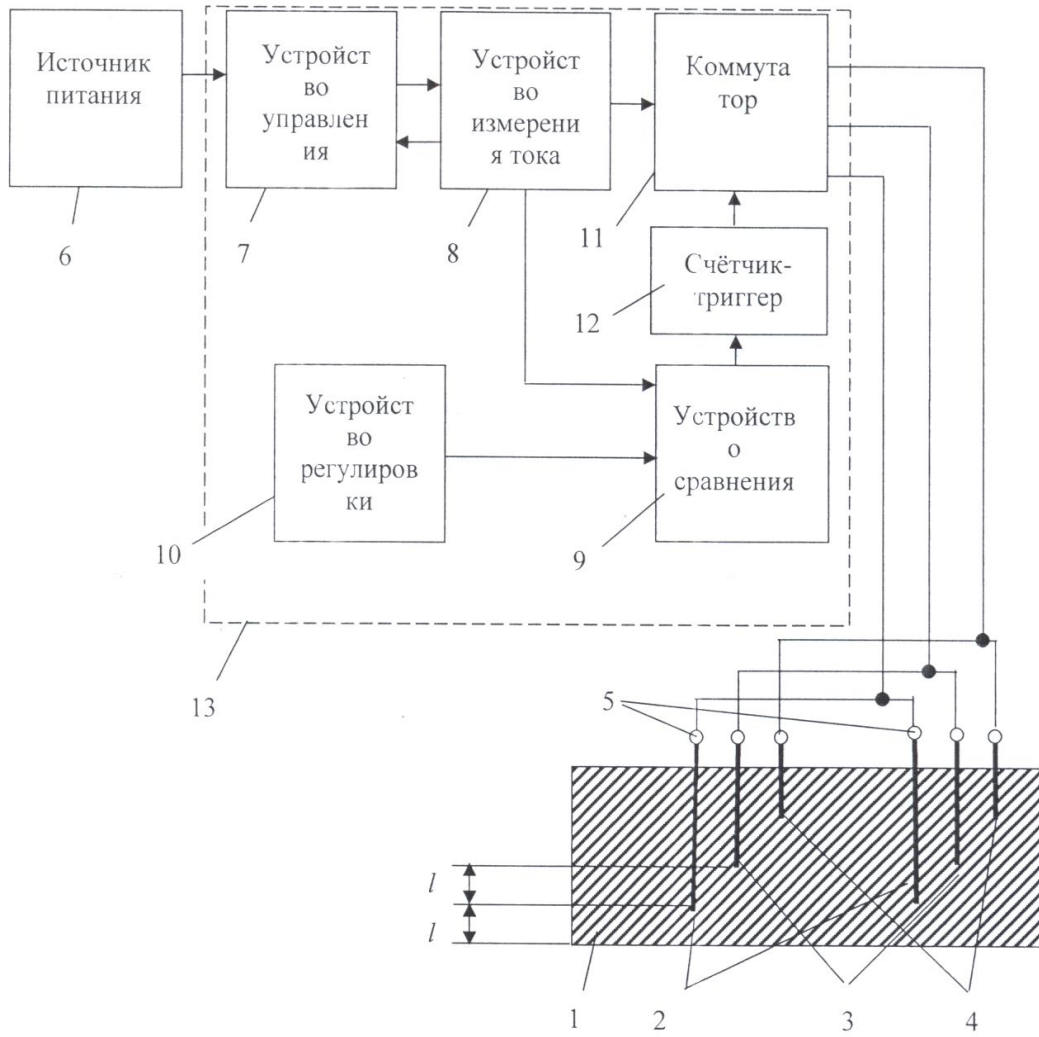 Источник
питания
Устройст
во
управлен
ия
Устройст
во
измерени
я тока
Коммута
тор
6
7
8
11
Счётчик-
триггер
12
Устройст
во
регулиров
ки
Устройств
о
сравнения
10
9
13
5
l
l
1
2
3
4